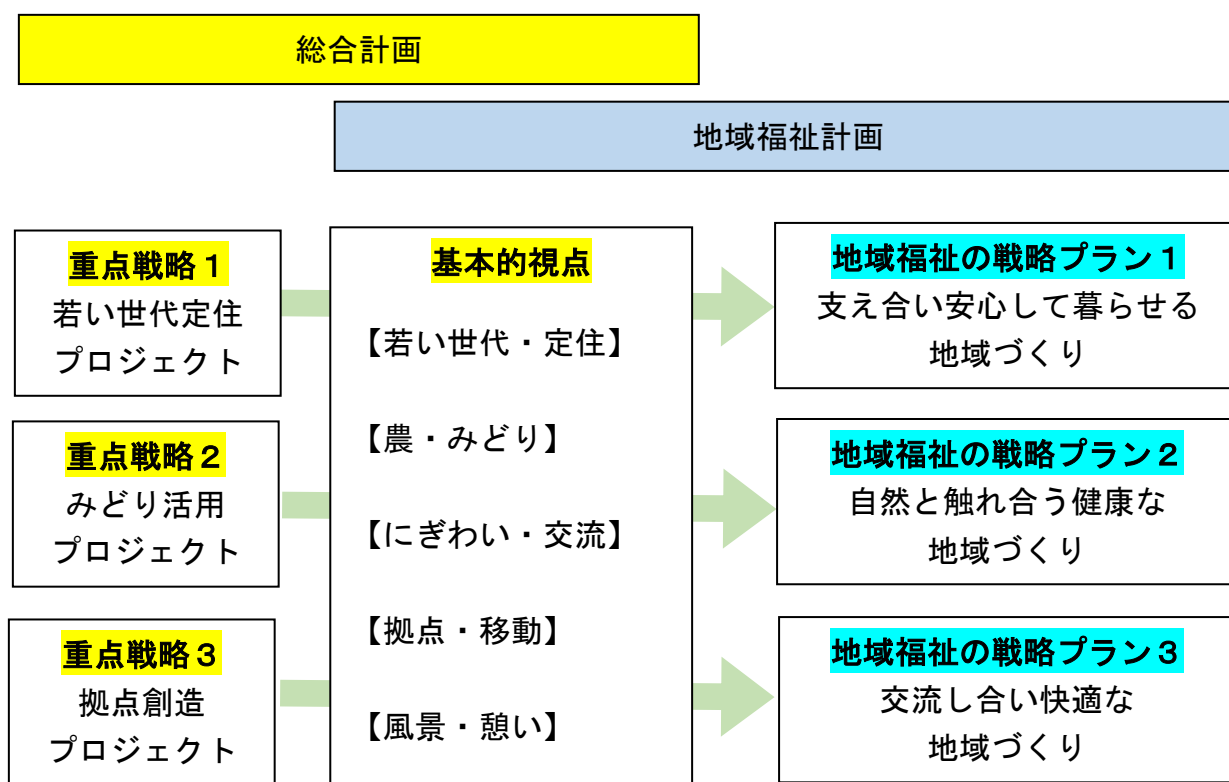 総合計画
地域福祉計画
重点戦略１
若い世代定住
プロジェクト
重点戦略２
みどり活用
プロジェクト
重点戦略３
拠点創造
プロジェクト
基本的視点
【若い世代・定住】
【農・みどり】
【にぎわい・交流】
【拠点・移動】
【風景・憩い】
地域福祉の戦略プラン１
支え合い安心して暮らせる
地域づくり
地域福祉の戦略プラン２
自然と触れ合う健康な
地域づくり
地域福祉の戦略プラン３
交流し合い快適な
地域づくり